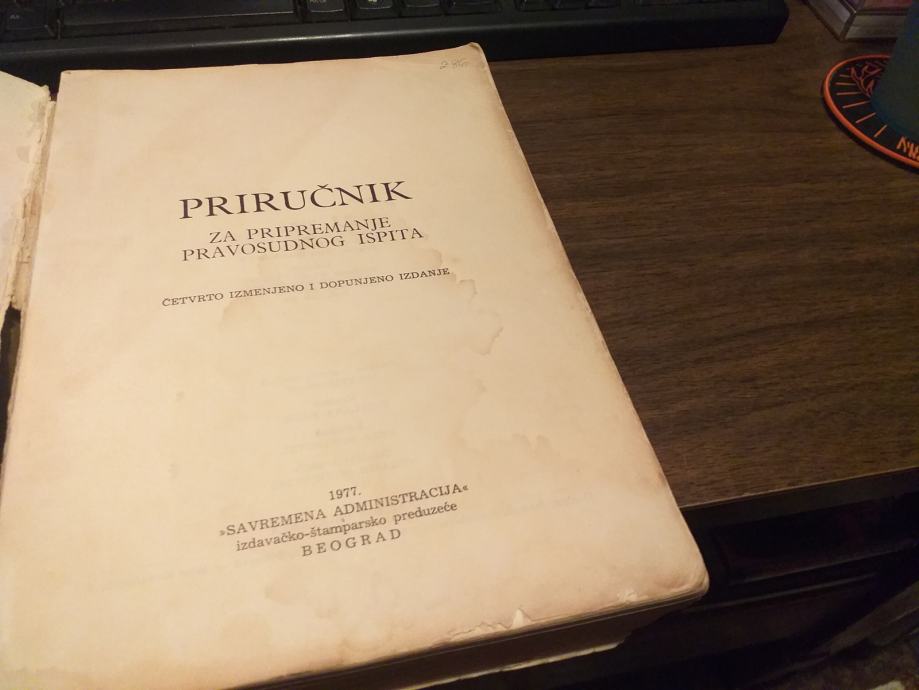 PRIRUČNIK
ZA PRIPREMANJE
PRAVOSUDNOG ISPITA
ČETVRTO IZMENJENO I DOPUNJENO IZDANJE
1977.
»SAVREMENA ADMINISTRACIJA«
izdavačko-štamparsko preduzeće
BEOGRAD